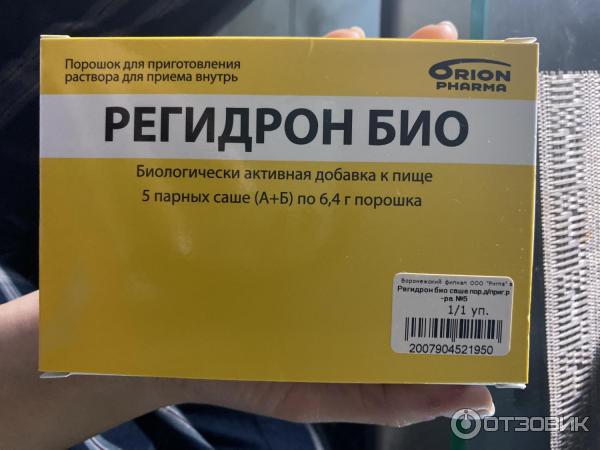 Порошок для приготовления
раствора для приема внутрь
ORION
PHARMA
РЕГИДРОН БИО
Биологически активная добавка к пище
5 парных саше (А+Б) по 6,4 г порошка
Воронежский филиал ООО "Ригла" в
Регидрон био саше пор.д/приг.р
-ра №5
1/1 уп.
2007904521950
ОТЗОВИК